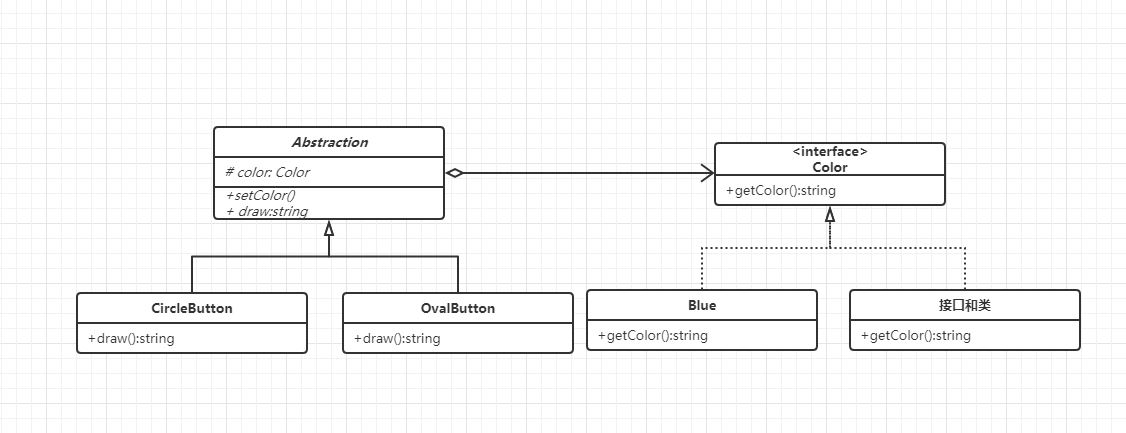 Abstraction
# color: Color
+setColor()
+ draw:string
<interface>
Color
+getColor():string
CircleButton
+draw():string
OvalButton
+draw():string
Blue
+getColor():string
接口和类
+getColor():string